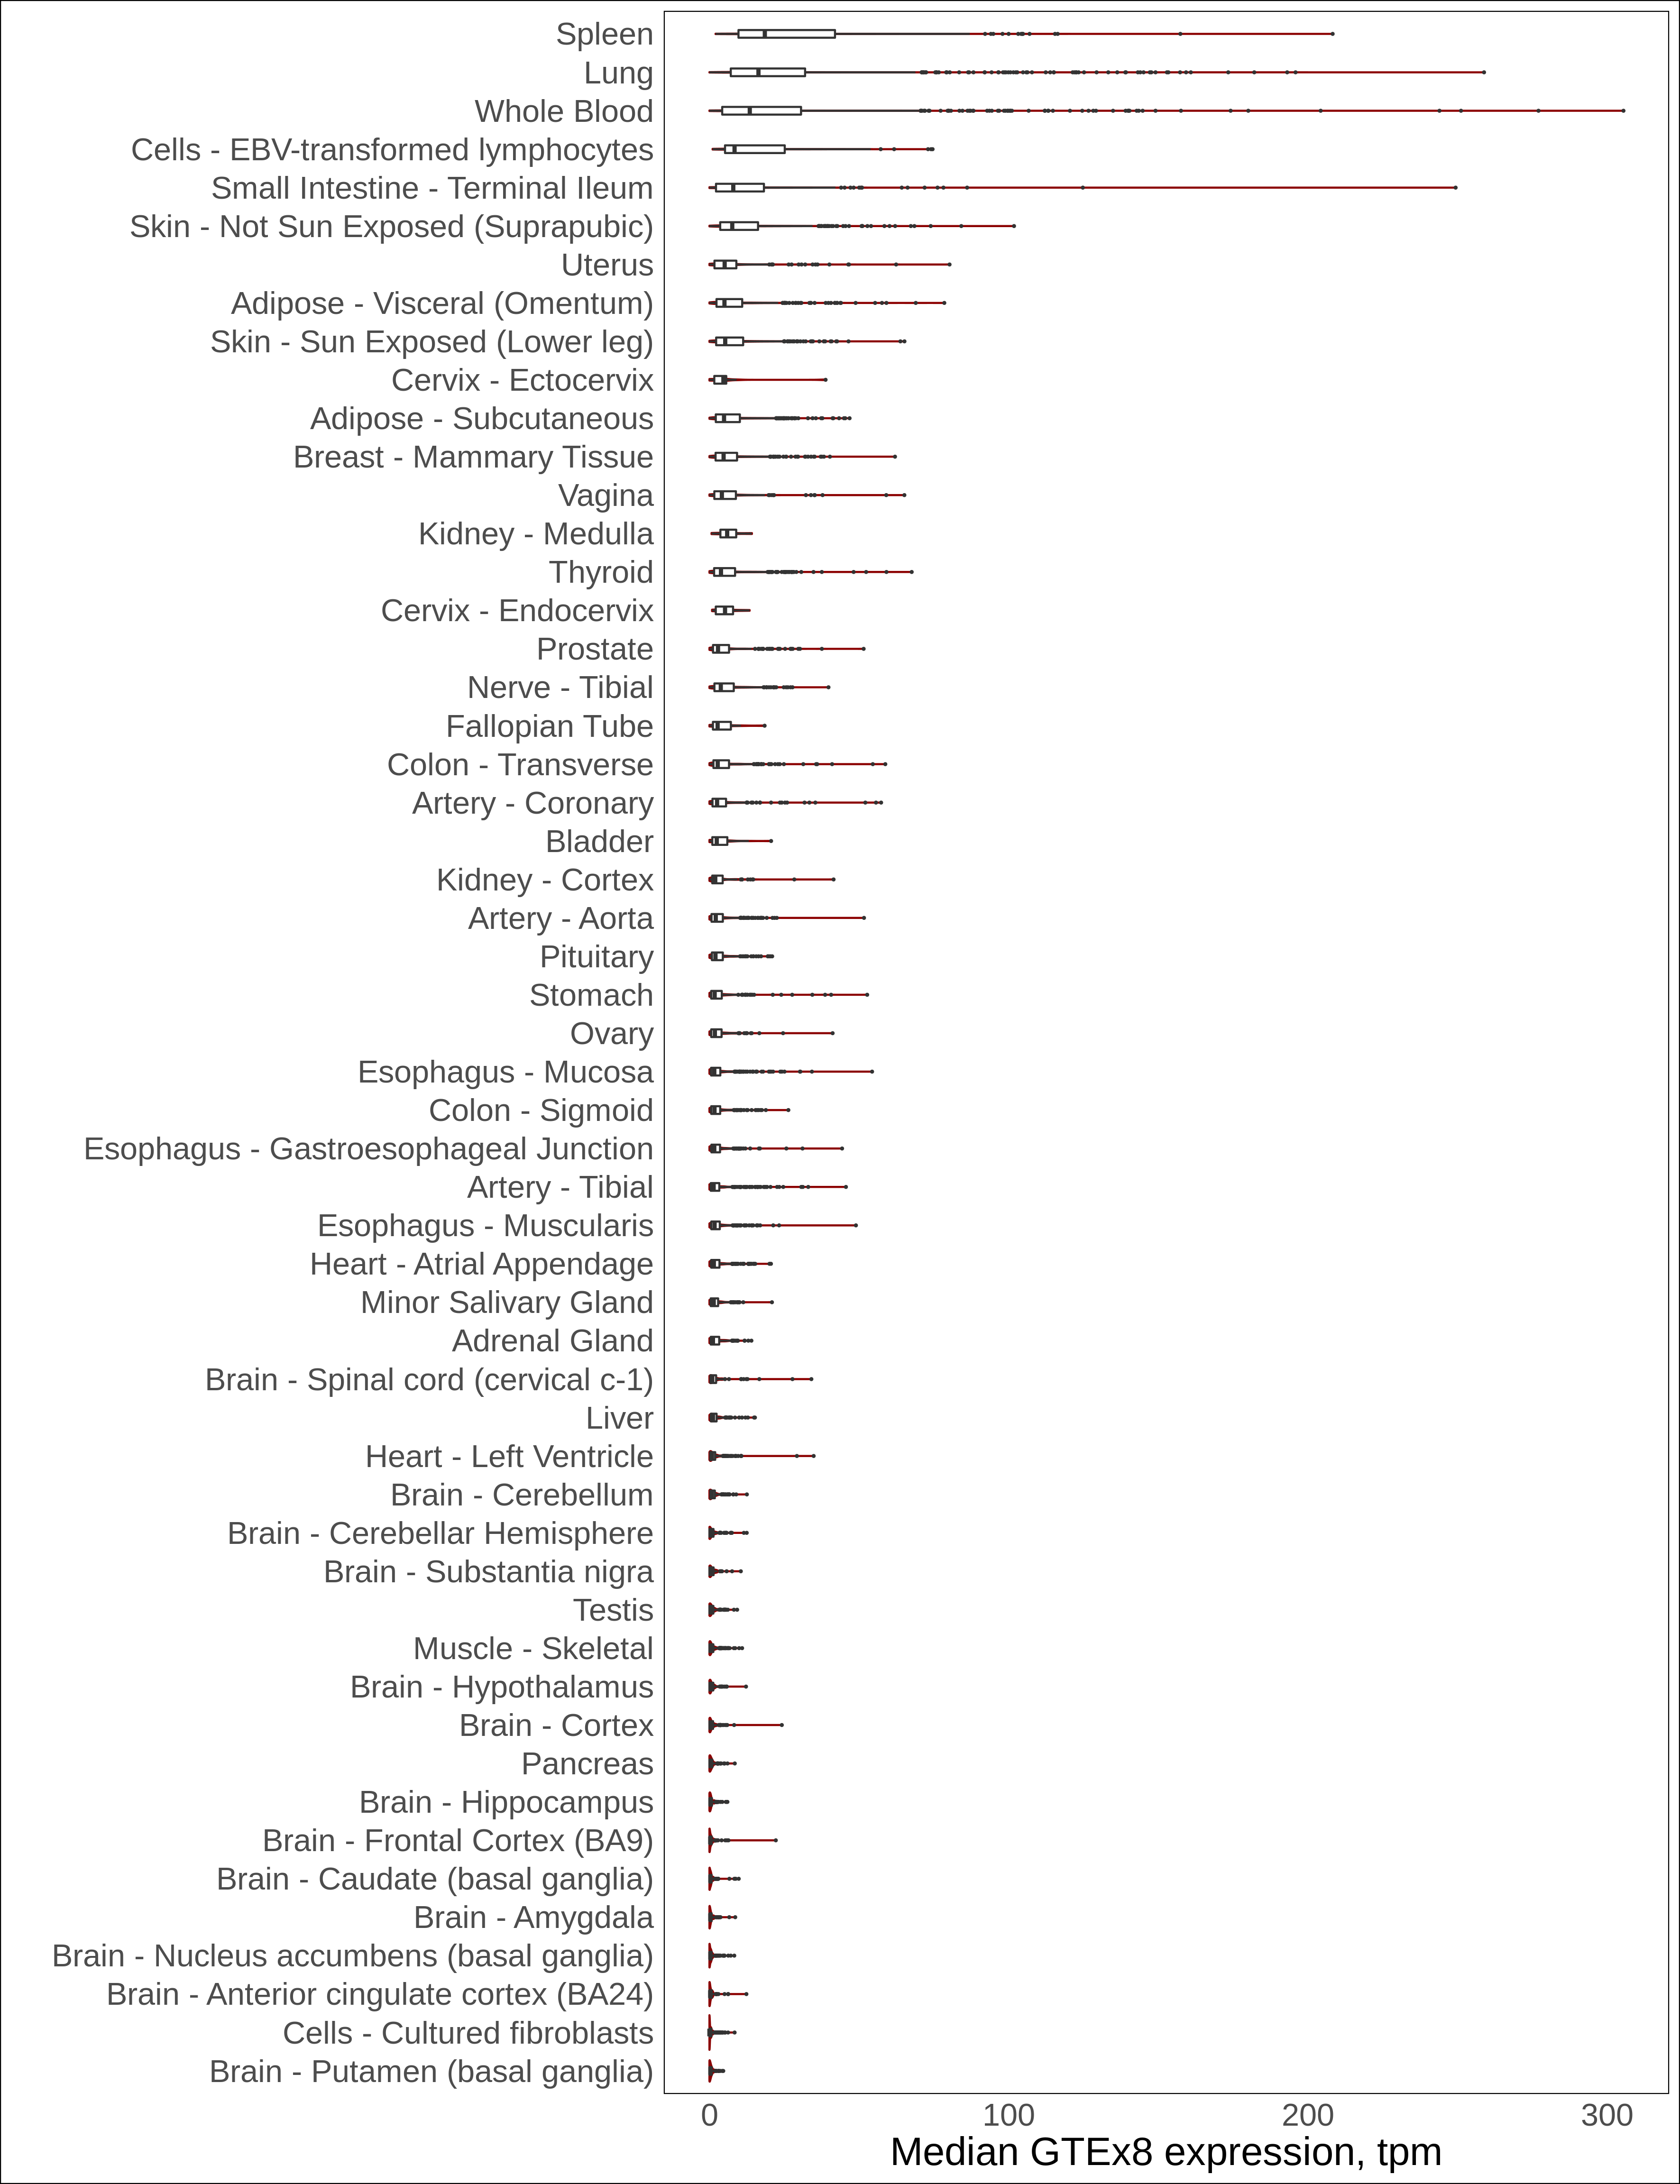 Spleen
Lung
Whole Blood
Cells - EBV-transformed lymphocytes
Small Intestine - Terminal Ileum
Skin - Not Sun Exposed (Suprapubic)
Uterus
Adipose - Visceral (Omentum)
Skin - Sun Exposed (Lower leg)
Cervix - Ectocervix
Adipose - Subcutaneous
Breast - Mammary Tissue
Vagina
Kidney - Medulla
Thyroid
Cervix - Endocervix
Prostate
Nerve - Tibial
Fallopian Tube
Colon - Transverse
Artery - Coronary
Bladder
Kidney - Cortex
Artery - Aorta
Pituitary
Stomach
Ovary
Esophagus - Mucosa
Colon - Sigmoid
Esophagus - Gastroesophageal Junction
Artery - Tibial
Esophagus - Muscularis
Heart - Atrial Appendage
Minor Salivary Gland
Adrenal Gland
Brain - Spinal cord (cervical c-1)
Liver
Heart - Left Ventricle
Brain - Cerebellum
Brain - Cerebellar Hemisphere
Brain - Substantia nigra
Testis
Muscle - Skeletal
Brain - Hypothalamus
Brain - Cortex
Pancreas
Brain - Hippocampus
Brain - Frontal Cortex (BA9)
Brain - Caudate (basal ganglia)
Brain - Amygdala
Brain - Nucleus accumbens (basal ganglia)
Brain - Anterior cingulate cortex (BA24)
Cells - Cultured fibroblasts
Brain - Putamen (basal ganglia)
0 100 200 300
Median GTEx8 expression, tpm